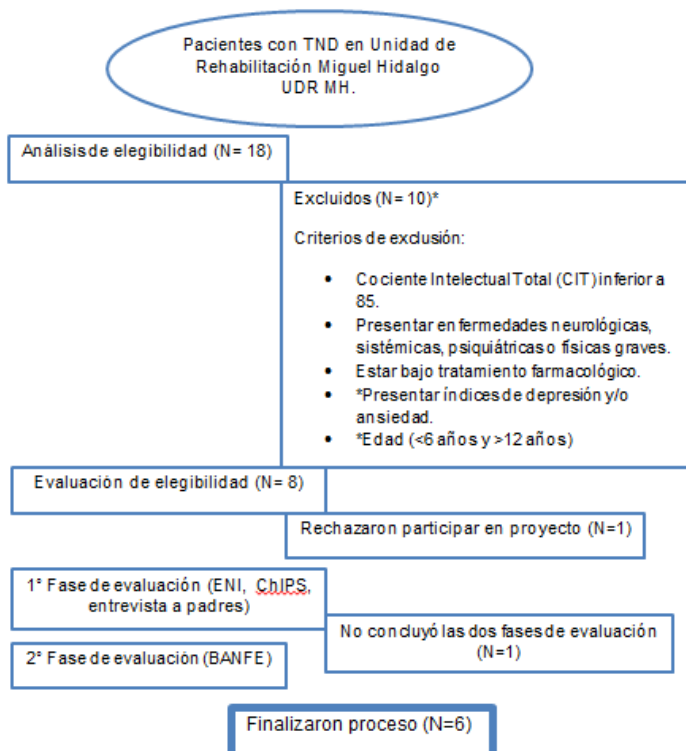 Pacientes con TND en Unidad de
Rehabilitación Miguel Hidalgo
UDR MH.
Análisis de elegibilidad (N= 18)
Excluidos (N= 10)*
Criterios de exclusión:
• Cociente Intelectual Total (CIT) inferior a
85.
• Presentar enfermedades neurológicas,
sistémicas, psiquiátricas o físicas graves.
• Estar bajo tratamiento farmacológico.
• *Presentar índices de depresión y/o
ansiedad.
• *Edad (<6 años y >12 años)
Evaluación de elegibilidad (N= 8)
Rechazaron participar en proyecto (N=1)
1° Fase de evaluación (ENI, ChIPS,
entrevista a padres)
No concluyó las dos fases de evaluación
(N=1)
2° Fase de evaluación (BANFE)
Finalizaron proceso (N=6)